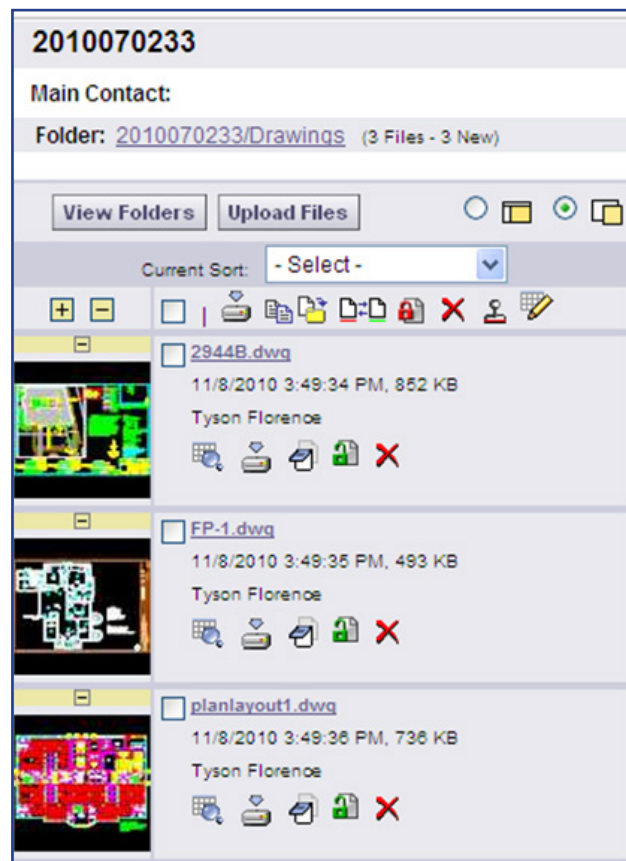 2010070233
Main Contact:
Folder: 2010070233/Drawings (3 Files - 3 New)
View Folders Upload Files
Current Sort: - Select -
2944B.dwg
11/8/2010 3:49:34 PM, 852 KB
Tyson Florence
FP-1.dwg
11/8/2010 3:49:35 PM, 493 KB
Tyson Florence
planlayout1.dwg
11/8/2010 3:49:36 PM, 736 KB
Tyson Florence